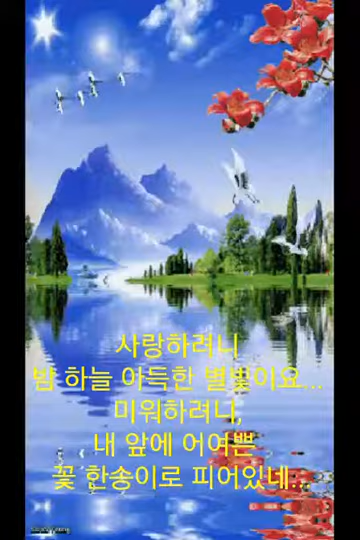 사랑하려니
밤 하늘 아득한 별빛이요...
미워하려니,
내 앞에 어여쁜
꽃 한송이로 피어있네..